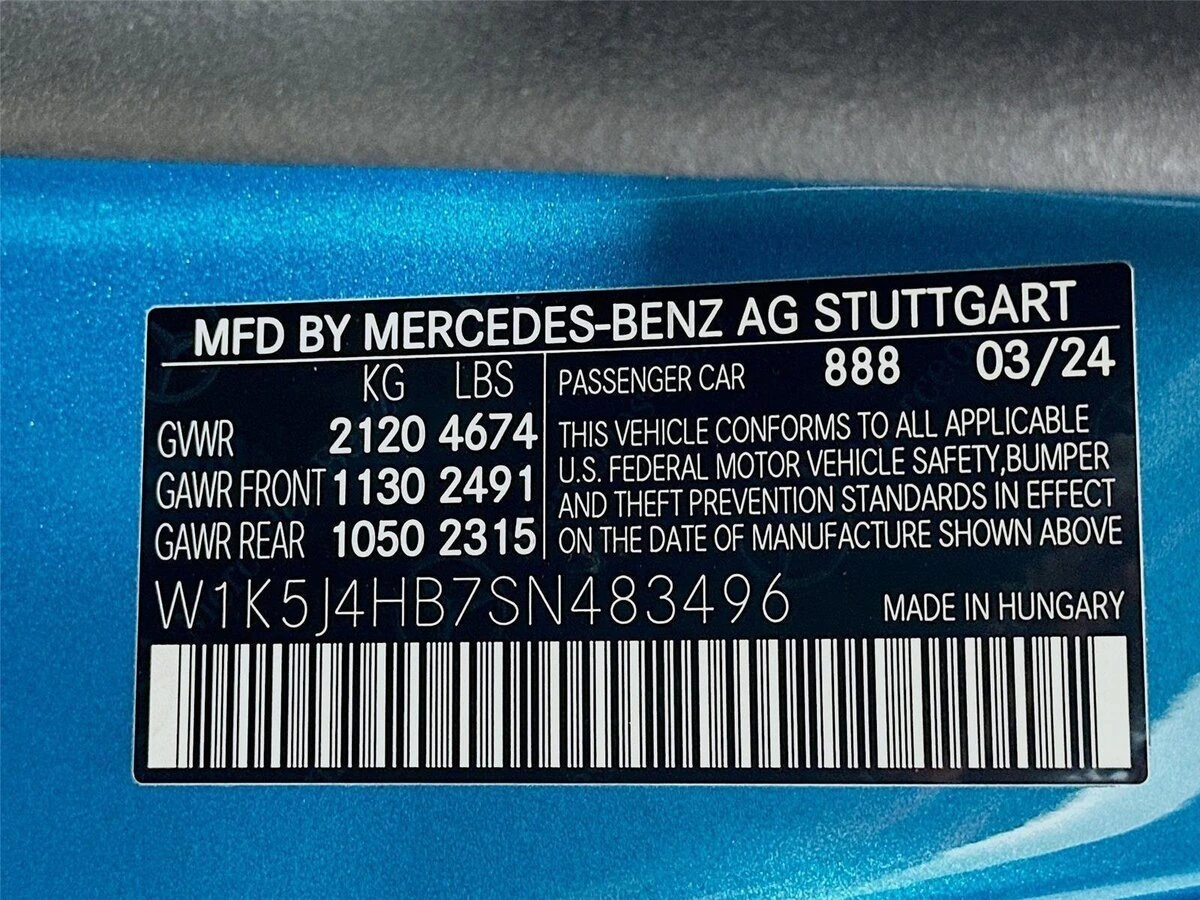 MFD BY MERCEDES-BENZ AG STUTTGART
KG LBS
GVWR 2120 4674
GAWR FRONT 1130 2491
GAWR REAR 1050 2315
PASSENGER CAR 888 03/24
THIS VEHICLE CONFORMS TO ALL APPLICABLE
U.S. FEDERAL MOTOR VEHICLE SAFETY,BUMPER
AND THEFT PREVENTION STANDARDS IN EFFECT
ON THE DATE OF MANUFACTURE SHOWN ABOVE
W1K5J4HB7SN483496 MADE IN HUNGARY